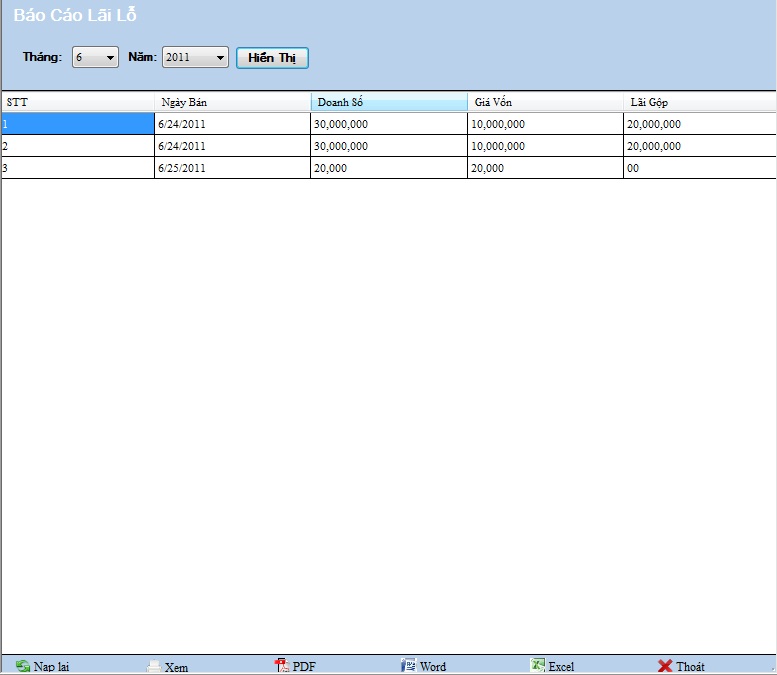 Báo Cáo Lãi Lỗ
Tháng: 6 Năm: 2011 Hiển Thị
STT Ngày Bán Doanh Số Giá Vốn Lãi Gộp
1 6/24/2011 30,000,000 10,000,000 20,000,000
2 6/24/2011 30,000,000 10,000,000 20,000,000
3 6/25/2011 20,000 20,000 00
Nạp lại Xem PDF Word Excel Thoát